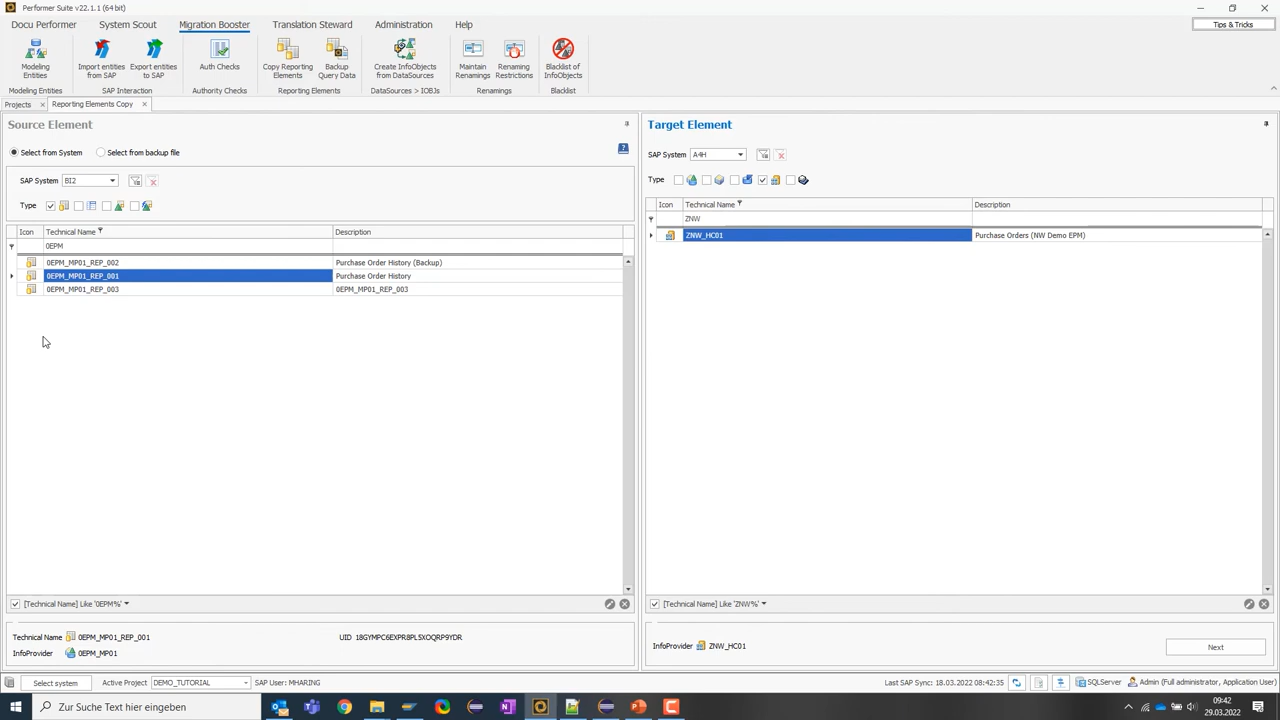 Performer Suite v22.1.1 (64 bit)
Docu Performer System Scout Migration Booster Translation Steward Administration Help
Tips & Tricks
Modeling Entities
Import entities from SAP
Export entities to SAP
Auth Checks
Copy Reporting Elements
Backup Query Data
Create InfoObjects from DataSources
Maintain Renamings
Renaming Restrictions
Blacklist of InfoObjects
Modeling Entities SAP Interaction Authority Checks Reporting Elements DataSources > IOBJs Renamings Blacklist
Projects Reporting Elements Copy
Source Element
Select from System Select from backup file
SAP System BI2
Type
Icon Technical Name Description
0EPM
0EPM_MP01_REP_002 Purchase Order History (Backup)
0EPM_MP01_REP_001 Purchase Order History
0EPM_MP01_REP_003 0EPM_MP01_REP_003
[Technical Name] Like '0EPM%'
Technical Name 0EPM_MP01_REP_001 UID 18GYMPC6EXPR8PL5XOQRP9YDR
InfoProvider 0EPM_MP01
Target Element
SAP System A4H
Type
Icon Technical Name Description
ZNW
ZNW_HC01 Purchase Orders (NW Demo EPM)
[Technical Name] Like 'ZNW%'
InfoProvider ZNW_HC01 Next
Select system Active Project DEMO_TUTORIAL SAP User: MHARING Last SAP Sync: 18.03.2022 08:42:35 SQLServer Admin (Full administrator, Application User)
Zur Suche Text hier eingeben
09:42
29.03.2022